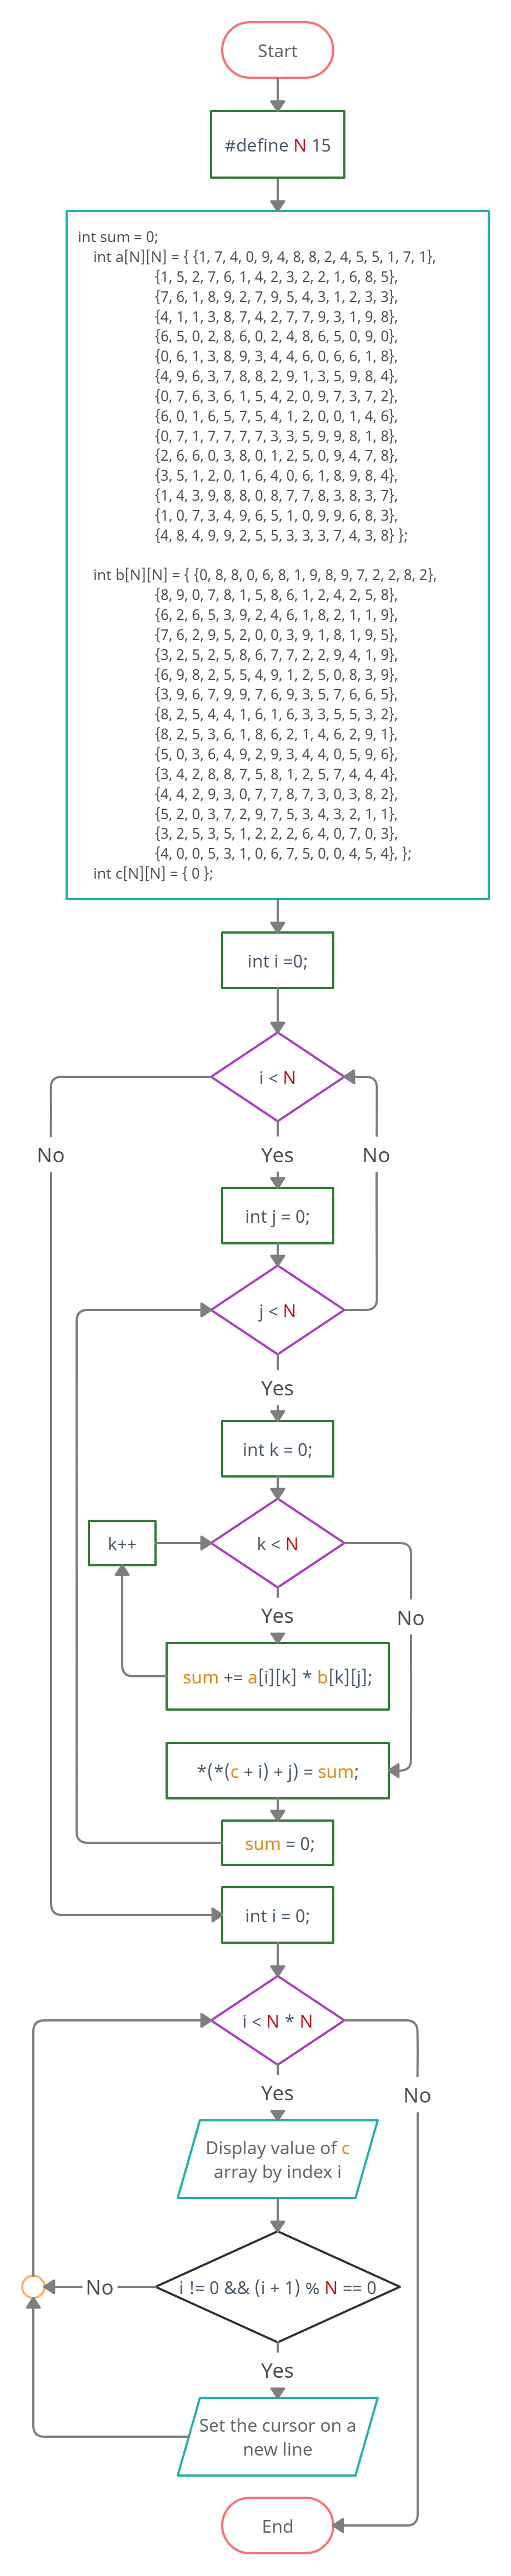 Start
#define N 15
int sum = 0;
int a[N][N] = { {1, 7, 4, 0, 9, 4, 8, 8, 2, 4, 5, 5, 1, 7, 1},
{1, 5, 2, 7, 6, 1, 4, 2, 3, 2, 2, 1, 6, 8, 5},
{7, 6, 1, 8, 9, 2, 7, 9, 5, 4, 3, 1, 2, 3, 3},
{4, 1, 1, 3, 8, 7, 4, 2, 7, 7, 9, 3, 1, 9, 8},
{6, 5, 0, 2, 8, 6, 0, 2, 4, 8, 6, 5, 0, 9, 0},
{0, 6, 1, 3, 8, 9, 3, 4, 4, 6, 0, 6, 6, 1, 8},
{4, 9, 6, 3, 7, 8, 8, 2, 9, 1, 3, 5, 9, 8, 4},
{0, 7, 6, 3, 6, 1, 5, 4, 2, 0, 9, 7, 3, 7, 2},
{6, 0, 1, 6, 5, 7, 5, 4, 1, 2, 0, 0, 1, 4, 6},
{0, 7, 1, 7, 7, 7, 7, 3, 3, 5, 9, 9, 8, 1, 8},
{2, 6, 6, 0, 3, 8, 0, 1, 2, 5, 0, 9, 4, 7, 8},
{3, 5, 1, 2, 0, 1, 6, 4, 0, 6, 1, 8, 9, 8, 4},
{1, 4, 3, 9, 8, 8, 0, 8, 7, 7, 8, 3, 8, 3, 7},
{1, 0, 7, 3, 4, 9, 6, 5, 1, 0, 9, 9, 6, 8, 3},
{4, 8, 4, 9, 9, 2, 5, 5, 3, 3, 3, 7, 4, 3, 8} };
int b[N][N] = { {0, 8, 8, 0, 6, 8, 1, 9, 8, 9, 7, 2, 2, 8, 2},
{8, 9, 0, 7, 8, 1, 5, 8, 6, 1, 2, 4, 2, 5, 8},
{6, 2, 6, 5, 3, 9, 2, 4, 6, 1, 8, 2, 1, 1, 9},
{7, 6, 2, 9, 5, 2, 0, 0, 3, 9, 1, 8, 1, 9, 5},
{3, 2, 5, 2, 5, 8, 6, 7, 7, 2, 2, 9, 4, 1, 9},
{6, 9, 8, 2, 5, 5, 4, 9, 1, 2, 5, 0, 8, 3, 9},
{3, 9, 6, 7, 9, 9, 7, 6, 9, 3, 5, 7, 6, 6, 5},
{8, 2, 5, 4, 4, 1, 6, 1, 6, 3, 3, 5, 5, 3, 2},
{8, 2, 5, 3, 6, 1, 8, 6, 2, 1, 4, 6, 2, 9, 1},
{5, 0, 3, 6, 4, 9, 2, 9, 3, 4, 4, 0, 5, 9, 6},
{3, 4, 2, 8, 8, 7, 5, 8, 1, 2, 5, 7, 4, 4, 4},
{4, 4, 2, 9, 3, 0, 7, 7, 8, 7, 3, 0, 3, 8, 2},
{5, 2, 0, 3, 7, 2, 9, 7, 5, 3, 4, 3, 2, 1, 1},
{3, 2, 5, 3, 5, 1, 2, 2, 2, 6, 4, 0, 7, 0, 3},
{4, 0, 0, 5, 3, 1, 0, 6, 7, 5, 0, 0, 4, 5, 4}, };
int c[N][N] = { 0 };
int i =0;
i < N
No
Yes
No
int j = 0;
j < N
Yes
int k = 0;
k++
k < N
Yes
No
sum += a[i][k] * b[k][j];
*(*(c + i) + j) = sum;
sum = 0;
int i = 0;
i < N * N
Yes
No
Display value of c
array by index i
i != 0 && (i + 1) % N == 0
No
Yes
Set the cursor on a
new line
End